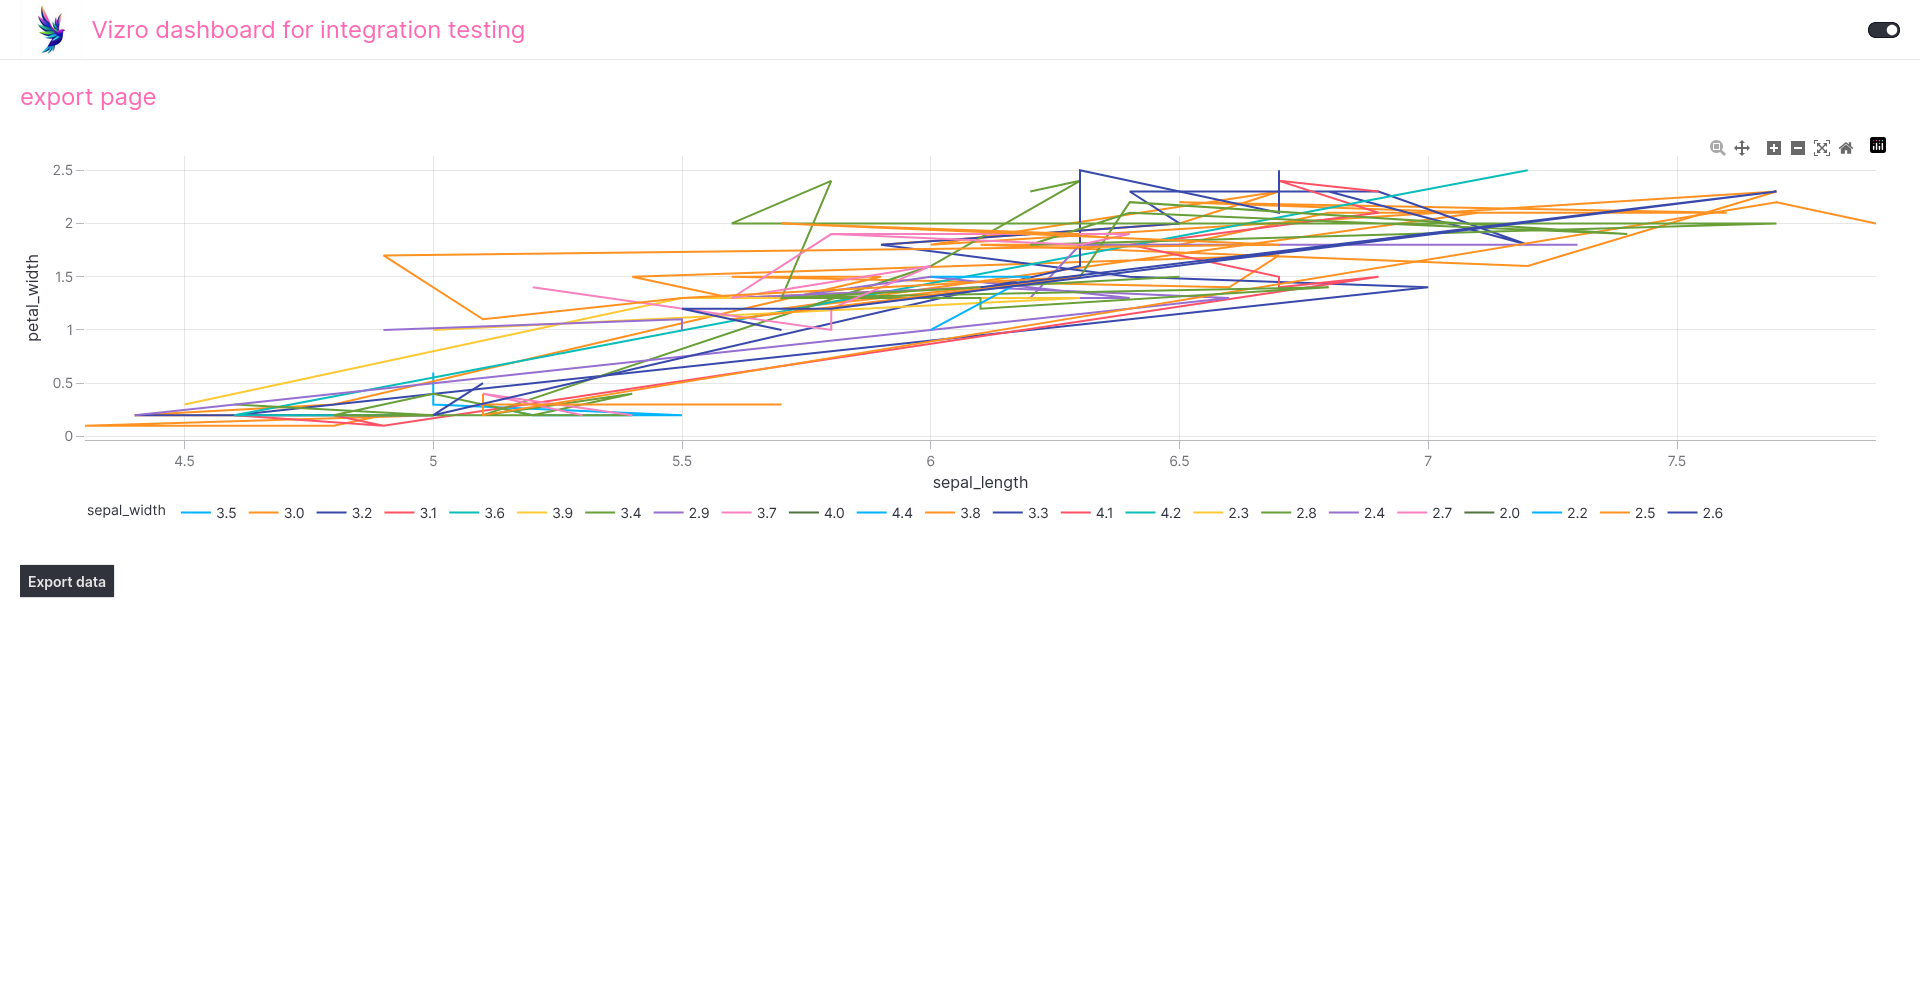 Vizro dashboard for integration testing
export page
2.5
2
1.5
1
0.5
0
petal_width
4.5 5 5.5 6 6.5 7 7.5
sepal_length
sepal_width 3.5 3.0 3.2 3.1 3.6 3.9 3.4 2.9 3.7 4.0 4.4 3.8 3.3 4.1 4.2 2.3 2.8 2.4 2.7 2.0 2.2 2.5 2.6
Export data